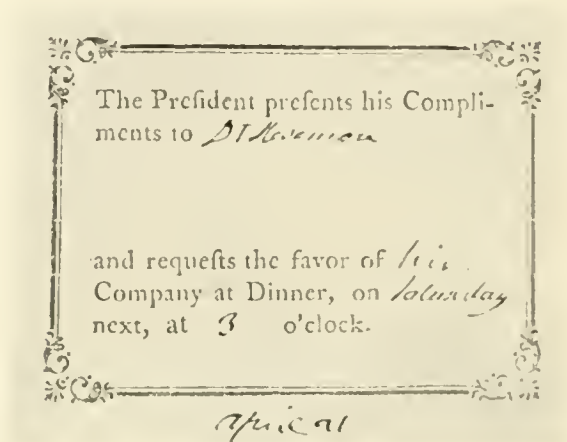 The Preſident preſents his Compli-
ments to
and requeſts the favor of his
Company at Dinner, on Saturday
next, at 3 o'clock.